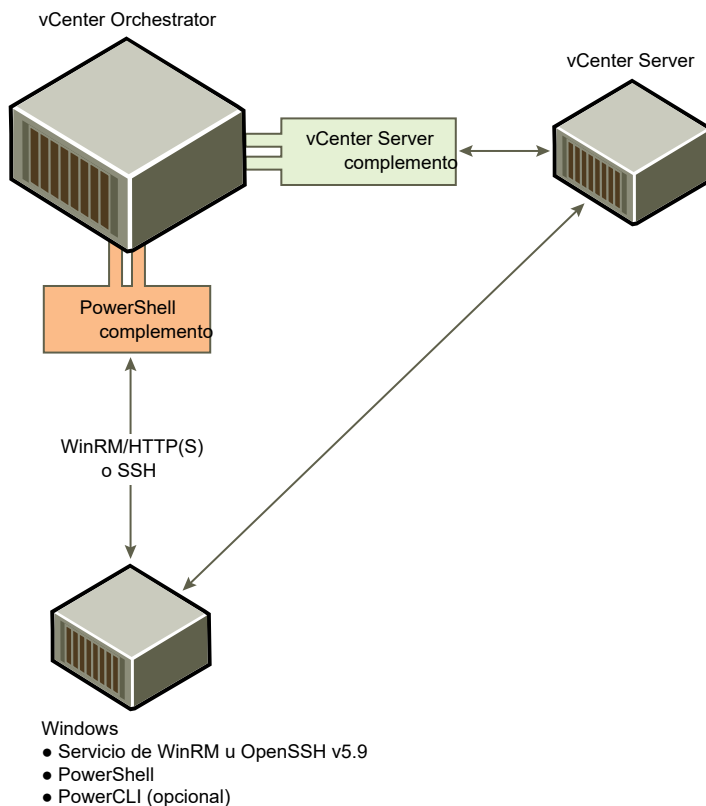 vCenter Orchestrator
vCenter Server
vCenter Server
complemento
PowerShell
complemento
WinRM/HTTP(S)
o SSH
Windows
● Servicio de WinRM u OpenSSH v5.9
● PowerShell
● PowerCLI (opcional)